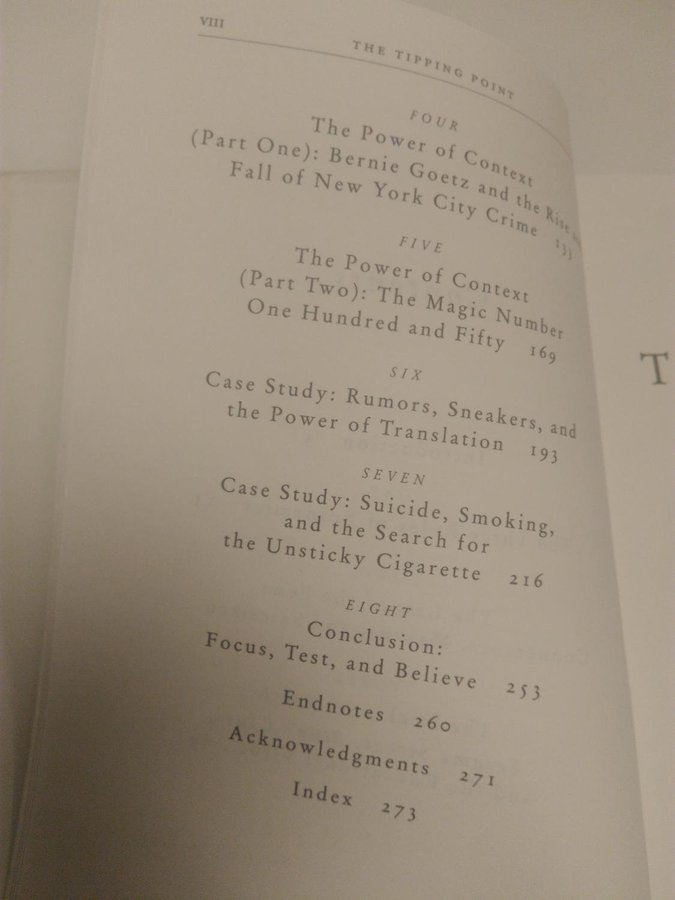 VIII
THE TIPPING POINT
FOUR
The Power of Context
(Part One): Bernie Goetz and the Rise
Fall of New York City Crime 133
FIVE
The Power of Context
(Part Two): The Magic Number
One Hundred and Fifty 169
SIX
Case Study: Rumors, Sneakers, and
the Power of Translation 193
SEVEN
Case Study: Suicide, Smoking,
and the Search for
the Unsticky Cigarette 216
EIGHT
Conclusion:
Focus, Test, and Believe 253
Endnotes 260
Acknowledgments 271
Index 273
T